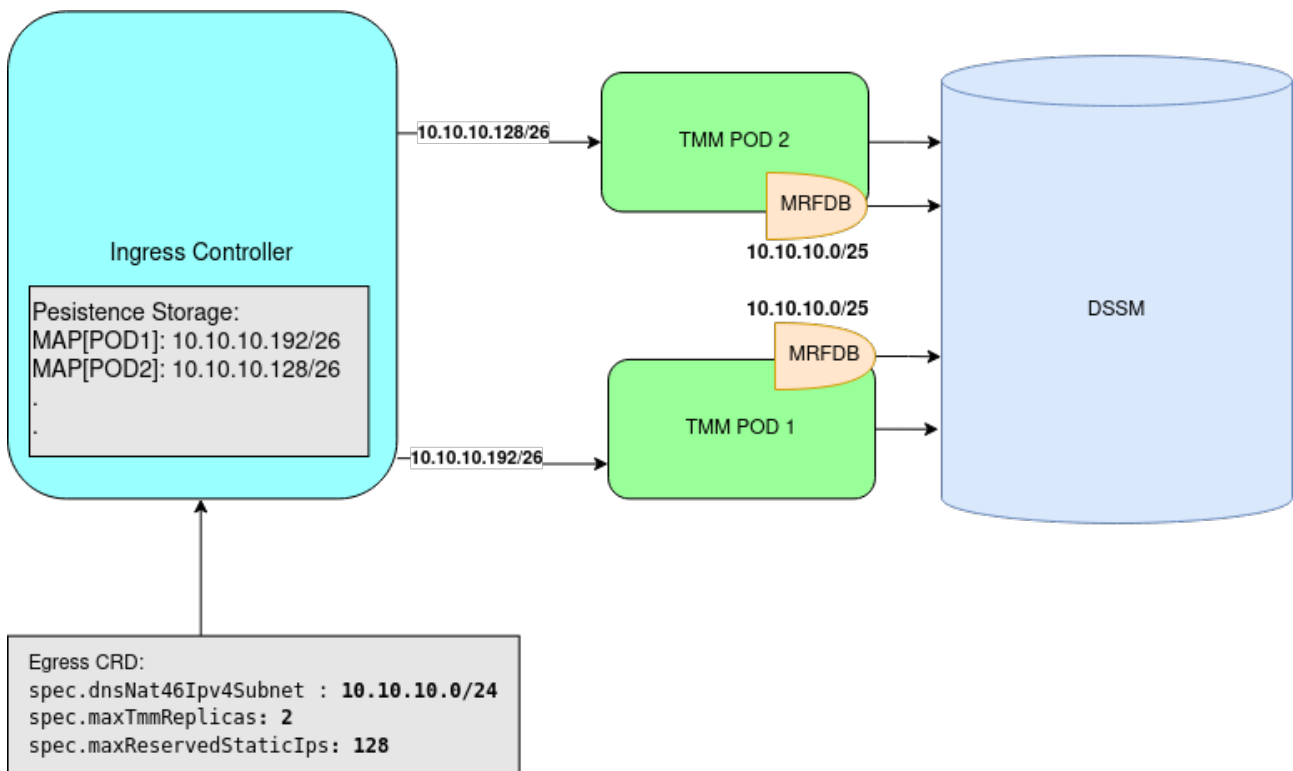 10.10.10.128/26
TMM POD 2
MRFDB
10.10.10.0/25
Ingress Controller
Pesistence Storage:
MAP[POD1]: 10.10.10.192/26
MAP[POD2]: 10.10.10.128/26
.
.
10.10.10.0/25
MRFDB
TMM POD 1
10.10.10.192/26
DSSM
Egress CRD:
spec.dnsNat46Ipv4Subnet : 10.10.10.0/24
spec.maxTmmReplicas: 2
spec.maxReservedStaticIps: 128